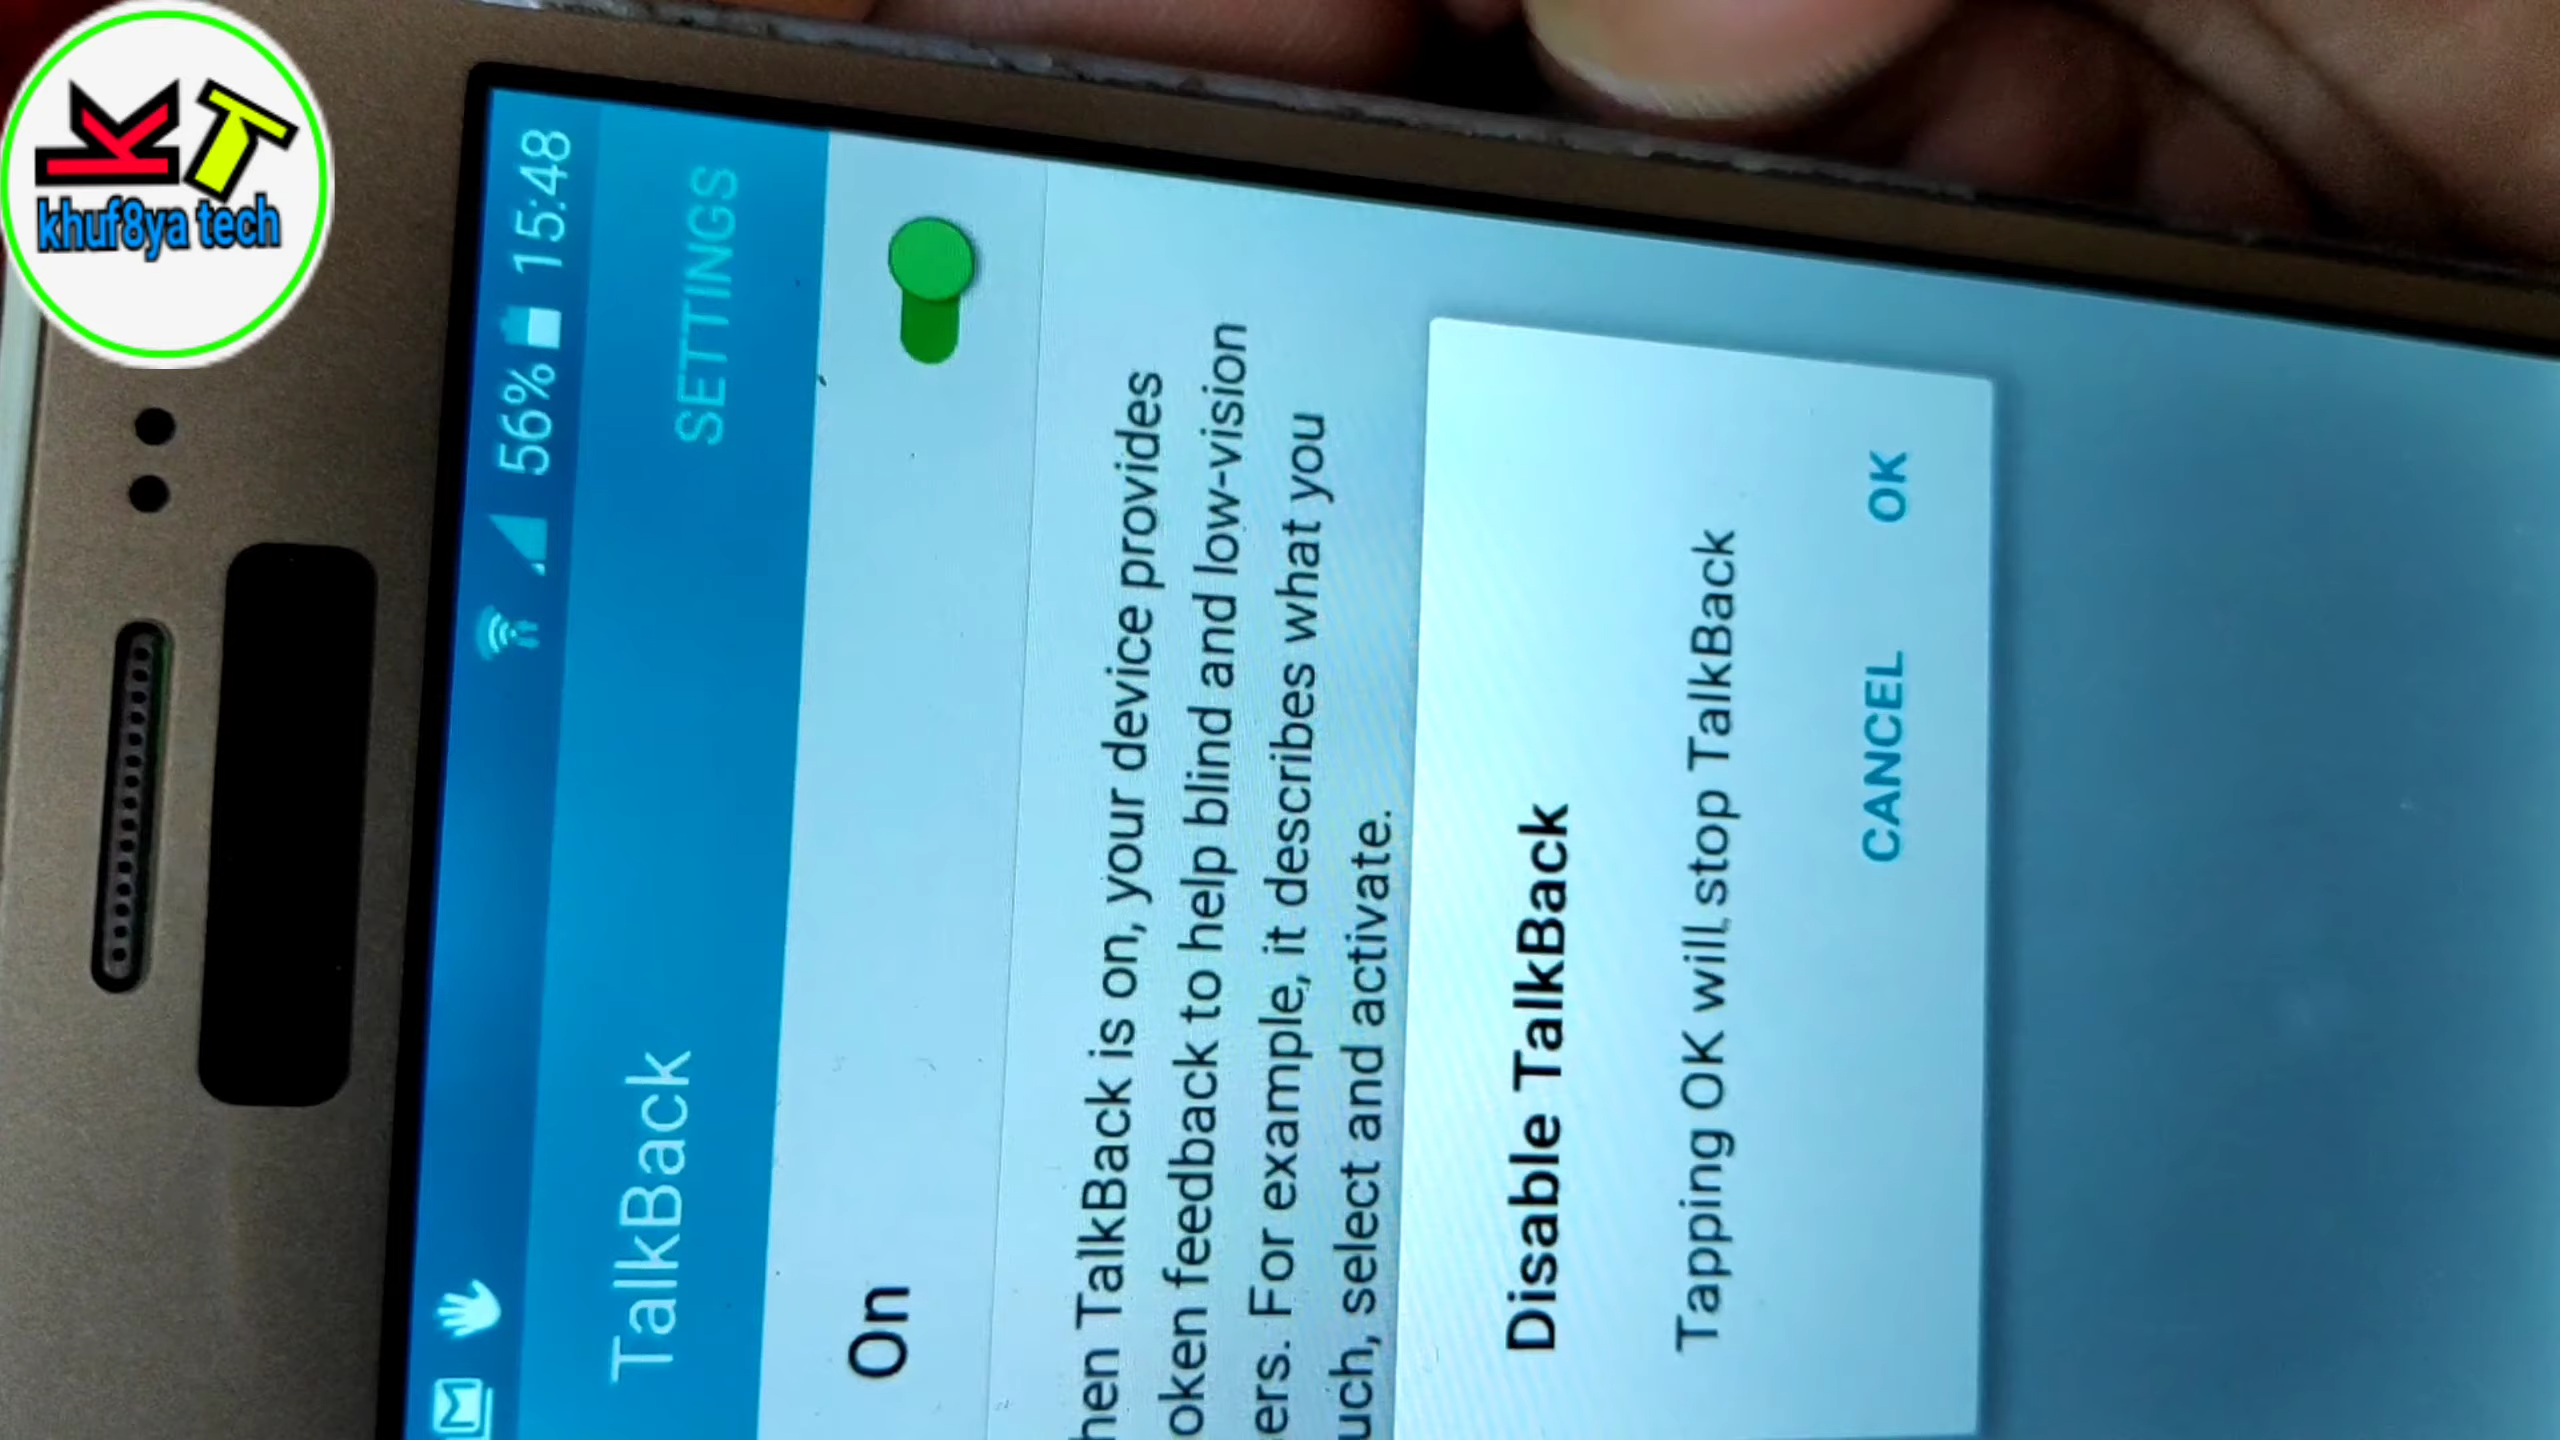 KT
khuf8ya tech
56% 15:48
TalkBack SETTINGS
On
hen TalkBack is on, your device provides
oken feedback to help blind and low-vision
ers. For example, it describes what you
uch, select and activate.
Disable TalkBack
Tapping OK will stop TalkBack
CANCEL OK